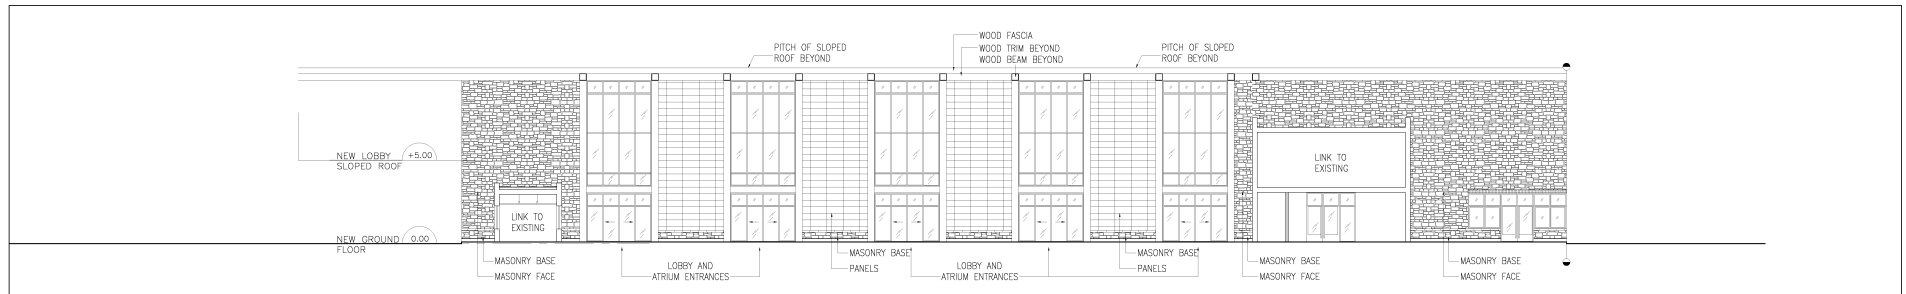 PITCH OF SLOPED
ROOF BEYOND
WOOD FASCIA
WOOD TRIM BEYOND
WOOD BEAM BEYOND
PITCH OF SLOPED
ROOF BEYOND
NEW LOBBY
SLOPED ROOF
+5.00
LINK TO
EXISTING
LINK TO
EXISTING
NEW GROUND
FLOOR
0.00
MASONRY BASE
MASONRY FACE
LOBBY AND
ATRIUM ENTRANCES
MASONRY BASE
PANELS
LOBBY AND
ATRIUM ENTRANCES
MASONRY BASE
PANELS
MASONRY BASE
MASONRY FACE
MASONRY BASE
MASONRY FACE